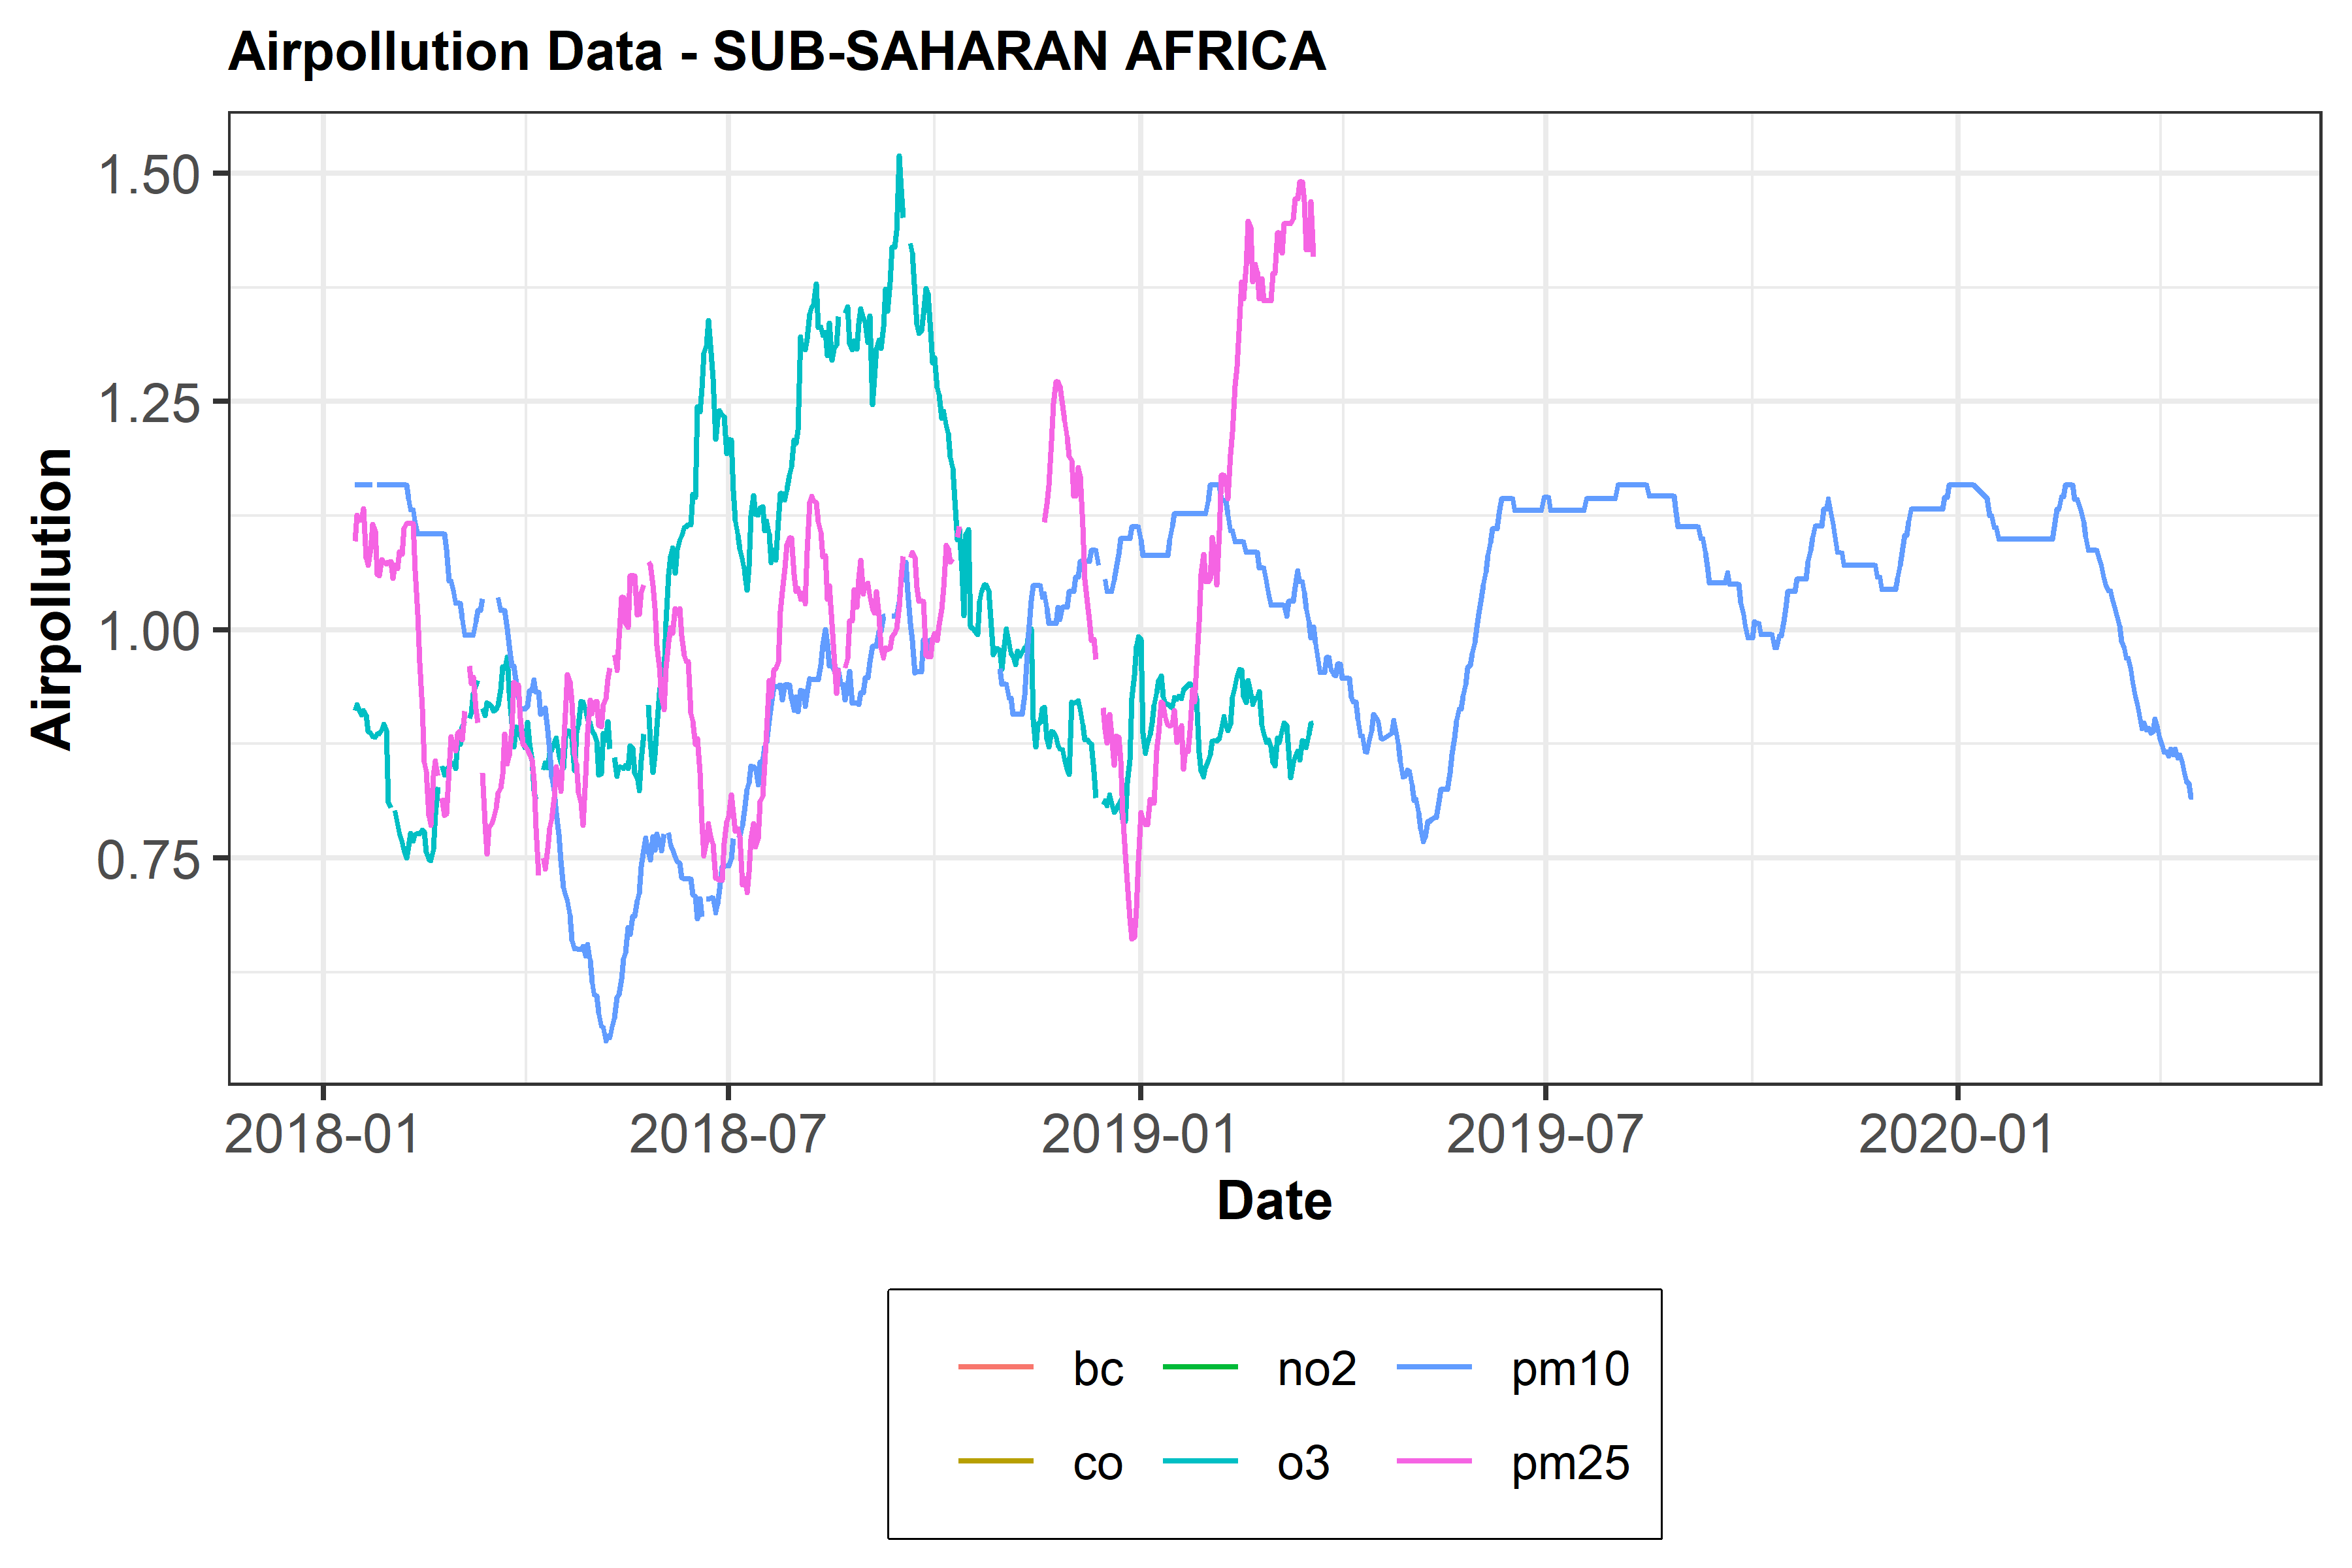 Airpollution Data - SUB-SAHARAN AFRICA
Airpollution
1.50
1.25
1.00
0.75
2018-01 2018-07 2019-01 2019-07 2020-01
Date
bc no2 pm10
co o3 pm25